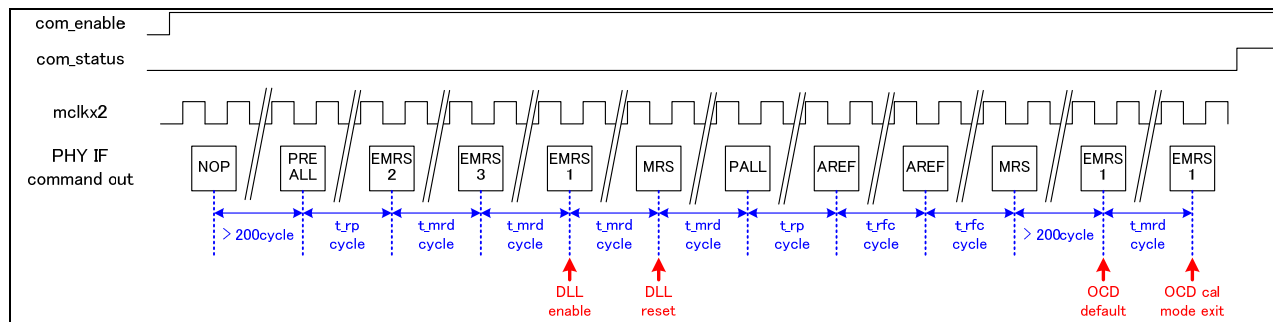 com_enable
com_status
mclkx2
PHY IF
command out
NOP
PRE
ALL
EMRS
2
EMRS
3
EMRS
1
MRS
PALL
AREF
AREF
MRS
EMRS
1
EMRS
1
>200cycle
t_rp
cycle
t_mrd
cycle
t_mrd
cycle
t_mrd
cycle
t_mrd
cycle
t_rp
cycle
t_rfc
cycle
t_rfc
cycle
>200cycle
t_mrd
cycle
DLL
enable
DLL
reset
OCD
default
OCD cal
mode exit